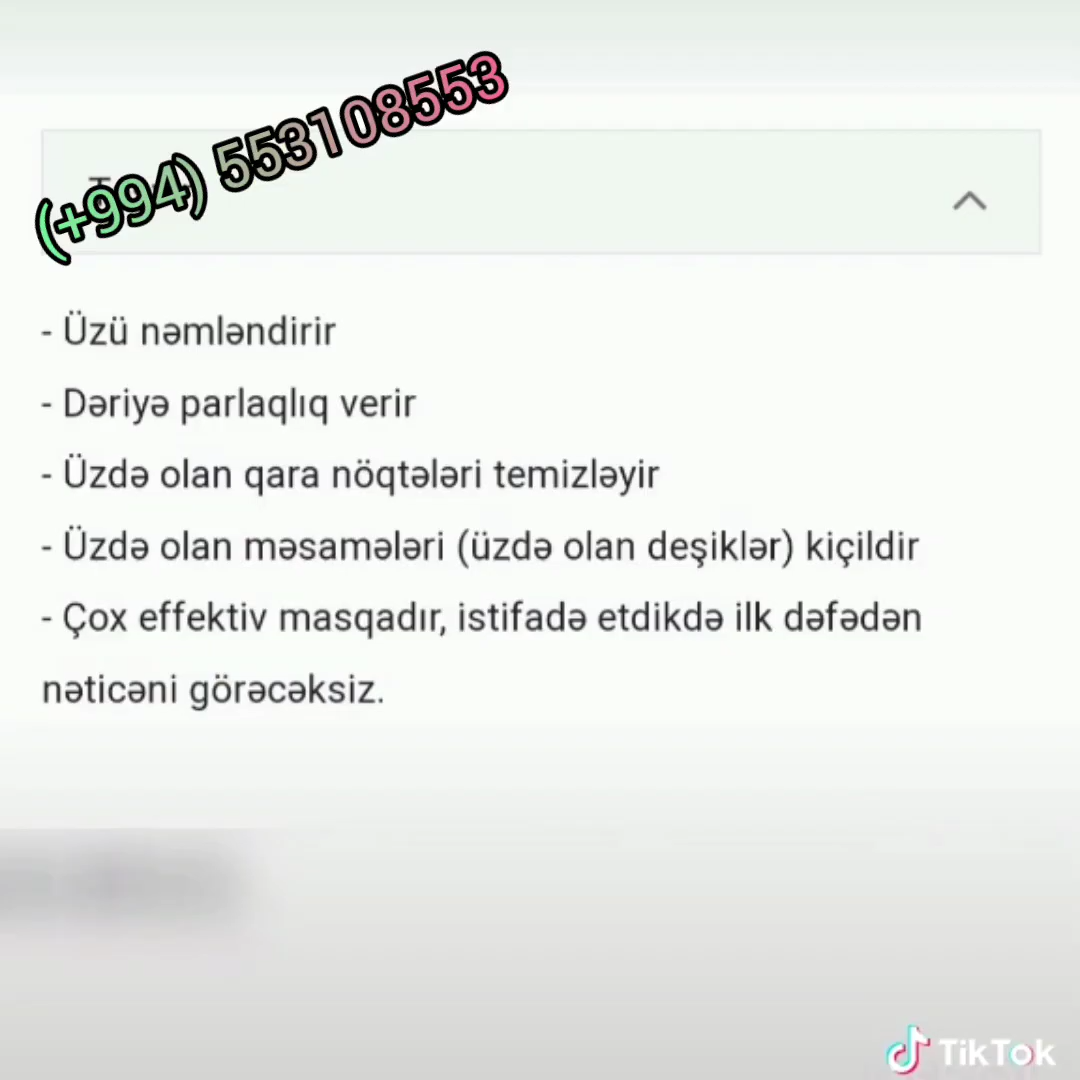 (+994) 553108553
- Üzü nəmləndirir
- Dəriyə parlaqlıq verir
- Üzdə olan qara nöqtələri temizləyir
- Üzdə olan məsamələri (üzdə olan deşiklər) kiçildir
- Çox effektiv masqadır, istifadə etdikdə ilk dəfədən
nəticəni görəcəksiz.
TikTok